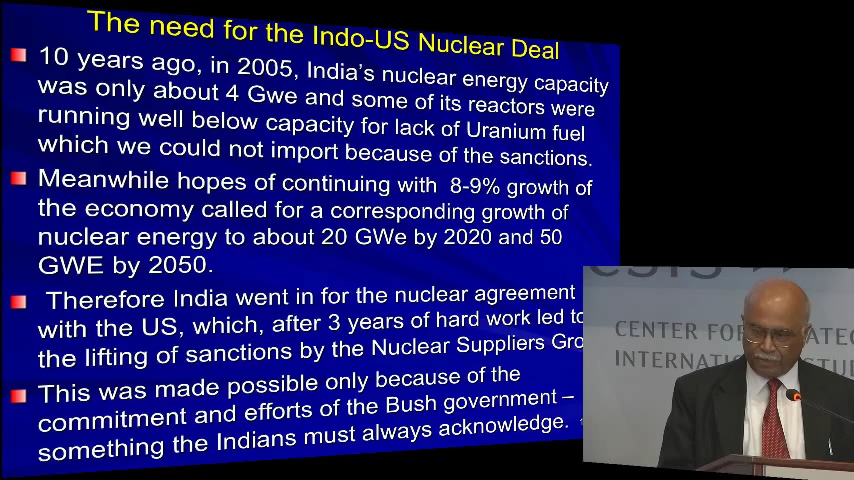 The need for the Indo-US Nuclear Deal
10 years ago, in 2005, India's nuclear energy capacity
was only about 4 Gwe and some of its reactors were
running well below capacity for lack of Uranium fuel
which we could not import because of the sanctions.
Meanwhile hopes of continuing with 8-9% growth of
the economy called for a corresponding growth of
nuclear energy to about 20 GWe by 2020 and 50
GWE by 2050.
Therefore India went in for the nuclear agreement
with the US, which, after 3 years of hard work led to
the lifting of sanctions by the Nuclear Suppliers Gro
This was made possible only because of the
commitment and efforts of the Bush government –
something the Indians must always acknowledge.
CSIS
CENTER FOR
INTERNATIONAL